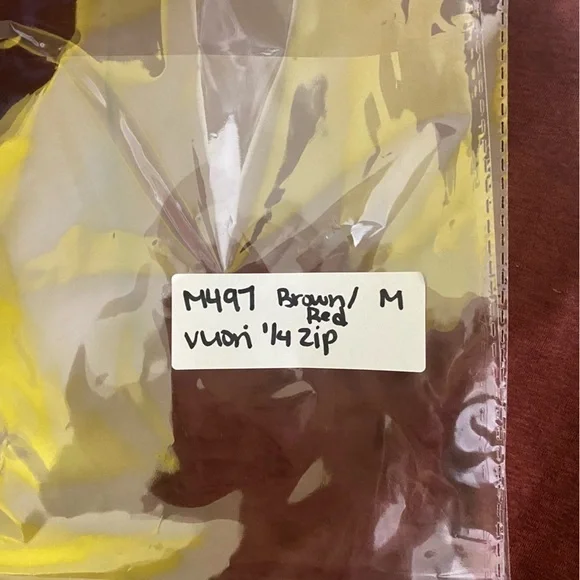 M497 Brown/ M
Red
vuori 1/4 zip